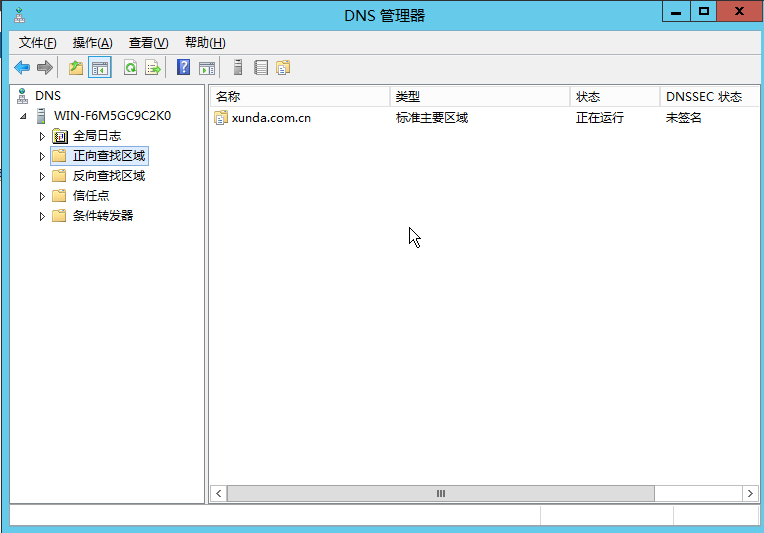 DNS 管理器
文件(F) 操作(A) 查看(V) 帮助(H)
DNS
WIN-F6M5GC9C2K0
全局日志
正向查找区域
反向查找区域
信任点
条件转发器
名称 类型 状态 DNSSEC 状态
xunda.com.cn 标准主要区域 正在运行 未签名